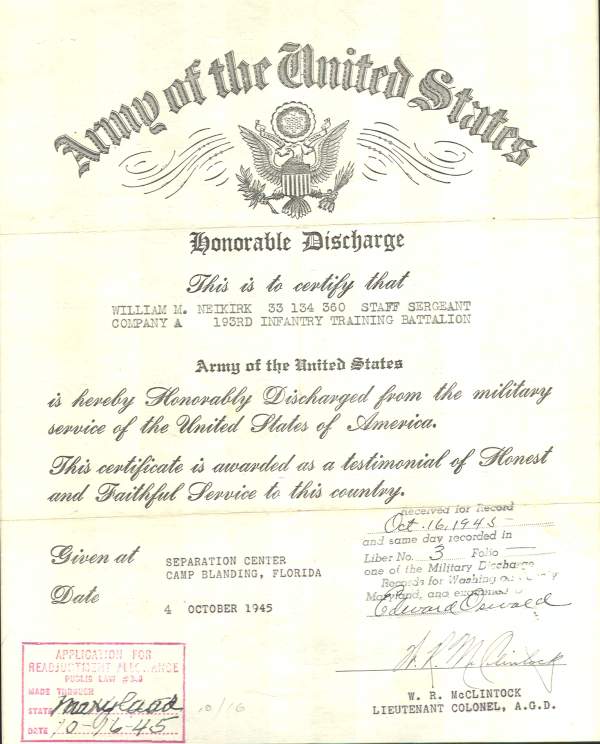 Army of the United States
Honorable Discharge
This is to certify that
WILLIAM M. NEIKIRK 33 134 360 STAFF SERGEANT
COMPANY A 193RD INFANTRY TRAINING BATTALION
Army of the United States
is hereby Honorably Discharged from the military
service of the United States of America.
This certificate is awarded as a testimonial of Honest
and Faithful Service to this country.
Received for Record
Oct. 16, 1945
and same day recorded in
Liber No. 3 Folio
one of the Military Discharge
Records for
Maryland, and
Edward Oswald
Given at
SEPARATION CENTER
CAMP BLANDING, FLORIDA
Date
4 OCTOBER 1945
W. R. McClintock
W. R. McCLINTOCK
LIEUTENANT COLONEL, A.G.D.
APPLICATION FOR
READJUSTMENT ALLOWANCE
PUBLIC LAW
MADE THROUGH
STATE Maryland
DATE 10-16-45
10/16